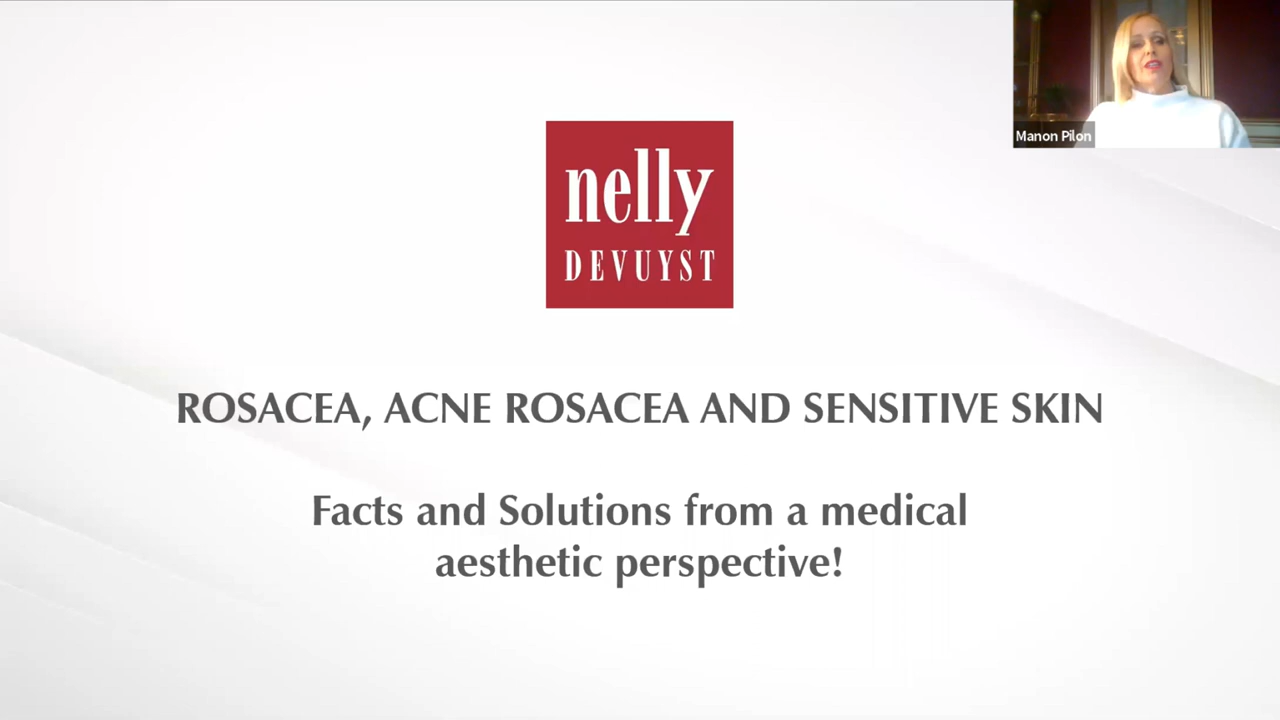 Manon Pilon
nelly
DEVUYST
ROSACEA, ACNE ROSACEA AND SENSITIVE SKIN
Facts and Solutions from a medical
aesthetic perspective!